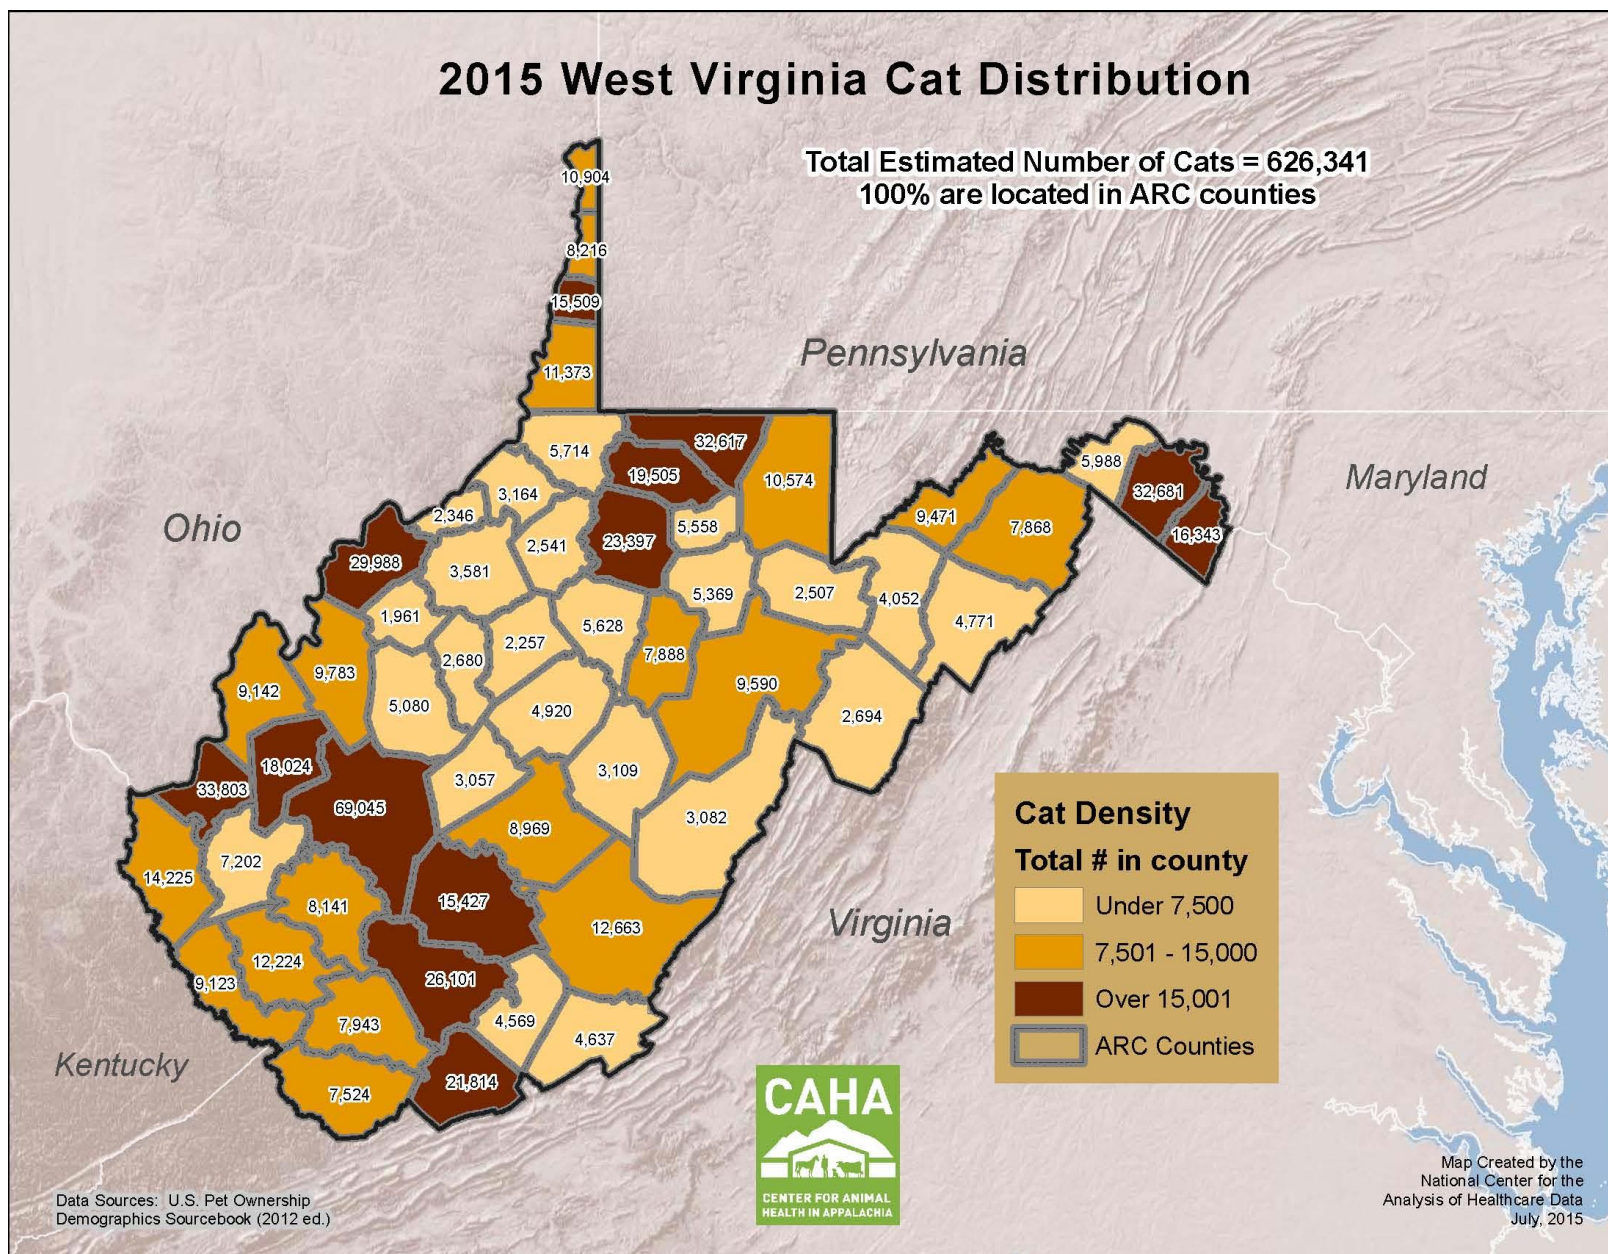 2015 West Virginia Cat Distribution
Total Estimated Number of Cats = 626,341
100% are located in ARC counties
10,904
8,216
15,509
Pennsylvania
11,373
32,617
5,714
5,988
19,505
10,574
Maryland
3,164
32,681
2,346
9,471
Ohio
5,558
7,868
16,343
23,397
2,541
29,988
3,581
5,369
2,507
4,052
1,961
4,771
5,628
2,257
7,888
2,680
9,783
9,590
9,142
5,080
4,920
2,694
18,024
3,109
3,057
33,803
69,045
3,082
8,969
7,202
14,225
15,427
8,141
12,663
Virginia
12,224
26,101
9,123
4,569
7,943
4,637
Kentucky
21,814
7,524
Cat Density
Total # in county
Under 7,500
7,501 - 15,000
Over 15,001
ARC Counties
CAHA
CENTER FOR ANIMAL
HEALTH IN APPALACHIA
Data Sources: U.S. Pet Ownership
Demographics Sourcebook (2012 ed.)
Map Created by the
National Center for the
Analysis of Healthcare Data
July, 2015